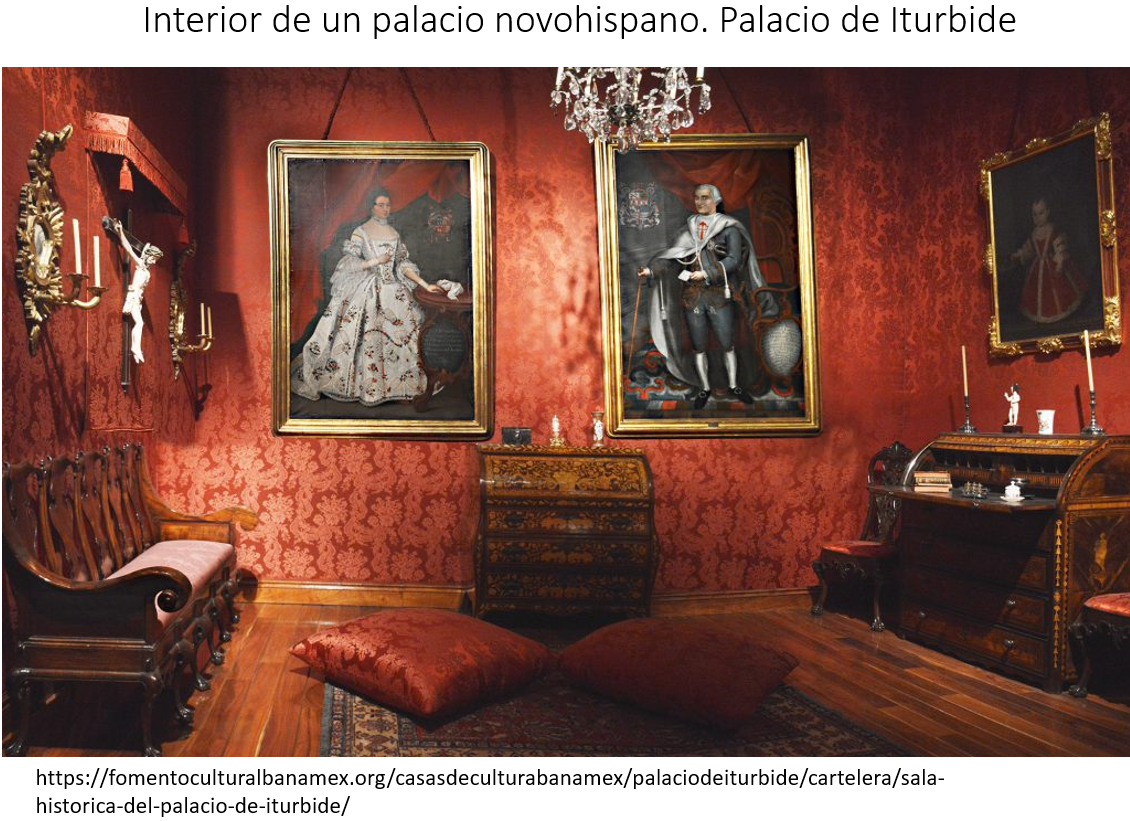 Interior de un palacio novohispano. Palacio de Iturbide
https://fomentoculturalbanamex.org/casasdeculturabanamex/palaciodeiturbide/cartelera/sala-
historica-del-palacio-de-iturbide/